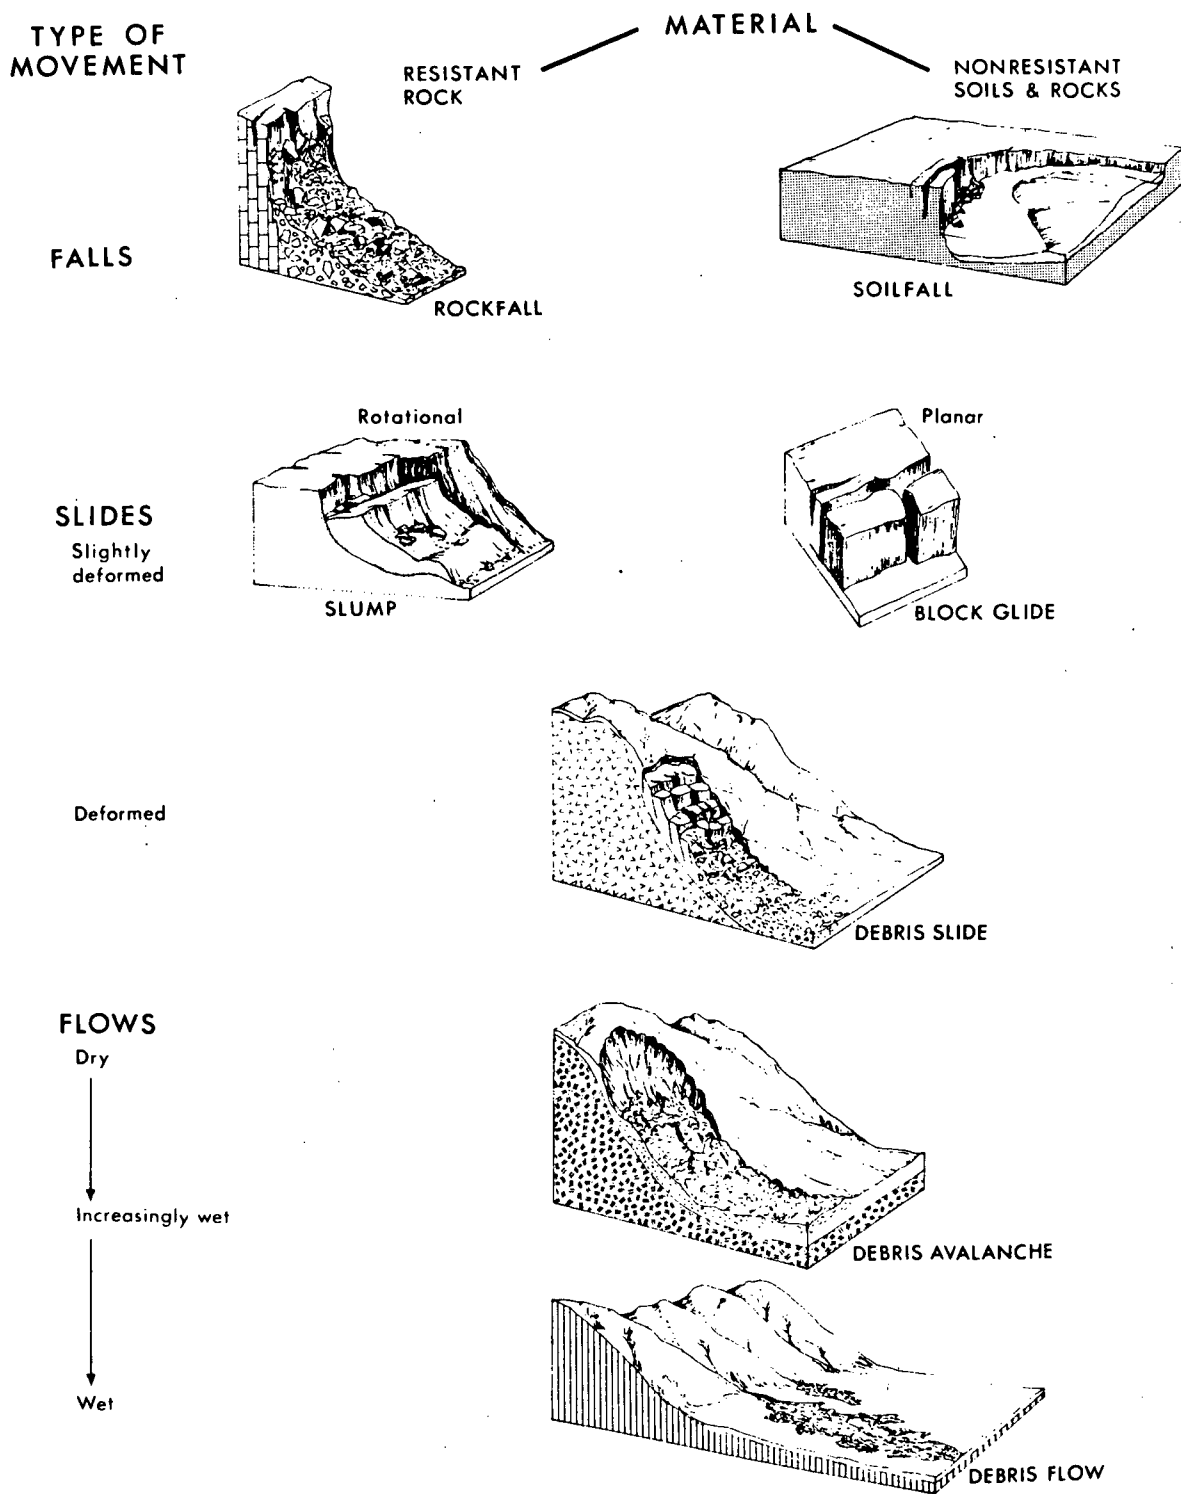 TYPE OF
MOVEMENT
MATERIAL
RESISTANT
ROCK
NONRESISTANT
SOILS & ROCKS
FALLS
ROCKFALL
SOILFALL
Rotational
Planar
SLIDES
Slightly
deformed
SLUMP
BLOCK GLIDE
Deformed
DEBRIS SLIDE
FLOWS
Dry
Increasingly wet
DEBRIS AVALANCHE
Wet
DEBRIS FLOW